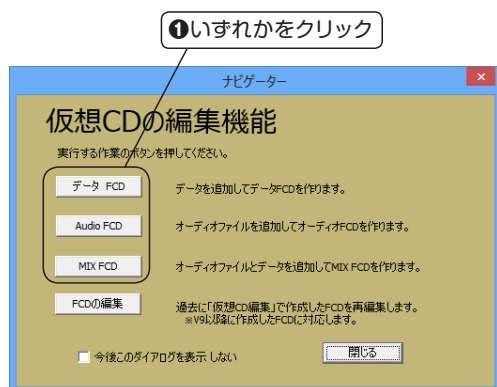 ❶いずれかをクリック
ナビゲーター
×
仮想CDの編集機能
実行する作業のボタンを押してください。
データ FCD
データを追加してデータFCDを作ります。
Audio FCD
オーディオファイルを追加してオーディオFCDを作ります。
MIX FCD
オーディオファイルとデータを追加してMIX FCDを作ります。
FCDの編集
過去に「仮想CD編集」で作成したFCDを再編集します。
※V9以降に作成したFCDに対応します。
今後このダイアログを表示 しない
閉じる